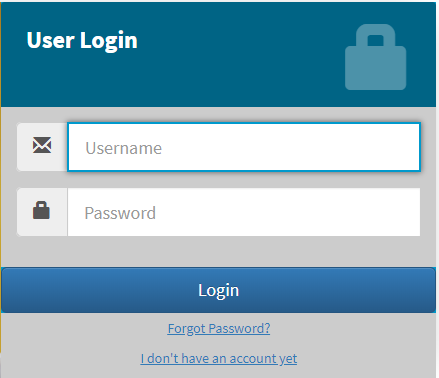 User Login
Username
Password
Login
Forgot Password?
I don't have an account yet